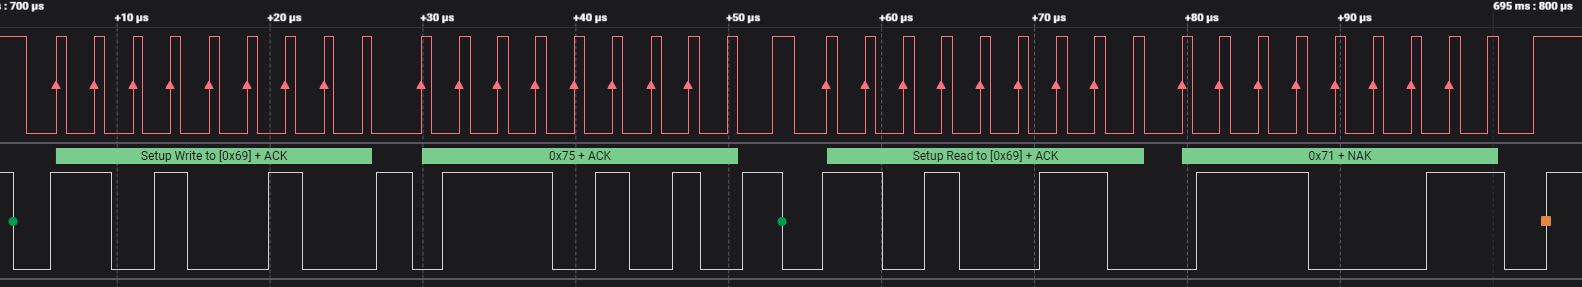 : 700 µs
+10 µs +20 µs +30 µs +40 µs +50 µs +60 µs +70 µs +80 µs +90 µs
695 ms : 800 µs
Setup Write to [0x69] + ACK
0x75 + ACK
Setup Read to [0x69] + ACK
0x71 + NAK